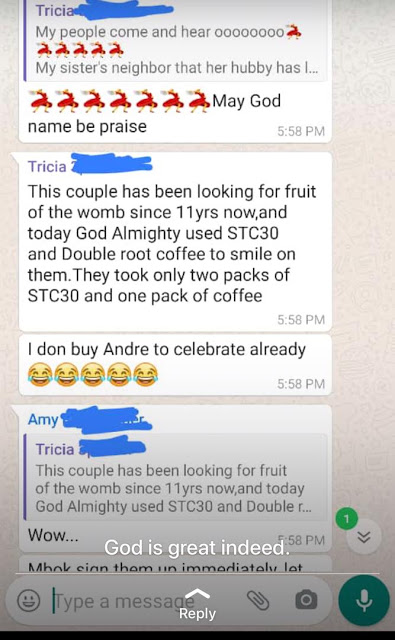 Tricia
My people come and hear oooooooo
My sister's neighbor that her hubby has l...
May God
name be praise
5:58 PM
Tricia
This couple has been looking for fruit
of the womb since 11yrs now,and
today God Almighty used STC30
and Double root coffee to smile on
them.They took only two packs of
STC30 and one pack of coffee
5:58 PM
I don buy Andre to celebrate already
5:58 PM
Amy
Tricia
This couple has been looking for fruit
of the womb since 11yrs now,and today
God Almighty used STC30 and Double r...
Wow...
5:58 PM
God is great indeed.
1
Mbok sign them up immediately let
Type a message
Reply